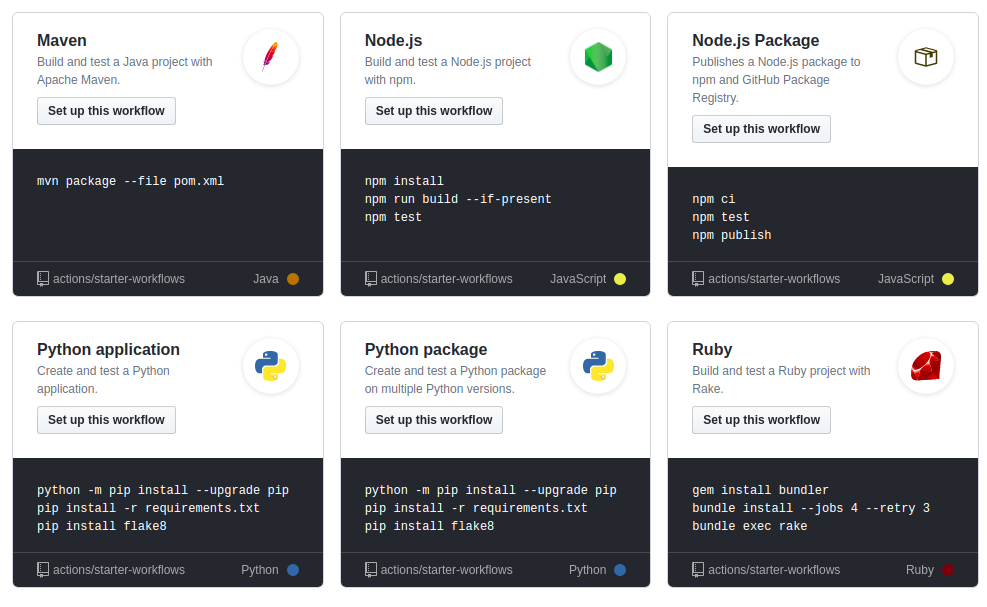 Maven
Build and test a Java project with
Apache Maven.
Set up this workflow
mvn package --file pom.xml
actions/starter-workflows
Java
Node.js
Build and test a Node.js project
with npm.
Set up this workflow
npm install
npm run build --if-present
npm test
actions/starter-workflows
JavaScript
Node.js Package
Publishes a Node.js package to
npm and GitHub Package
Registry.
Set up this workflow
npm ci
npm test
npm publish
actions/starter-workflows
JavaScript
Python application
Create and test a Python
application.
Set up this workflow
python -m pip install --upgrade pip
pip install -r requirements.txt
pip install flake8
actions/starter-workflows
Python
Python package
Create and test a Python package
on multiple Python versions.
Set up this workflow
python -m pip install --upgrade pip
pip install -r requirements.txt
pip install flake8
actions/starter-workflows
Python
Ruby
Build and test a Ruby project with
Rake.
Set up this workflow
gem install bundler
bundle install --jobs 4 --retry 3
bundle exec rake
actions/starter-workflows
Ruby